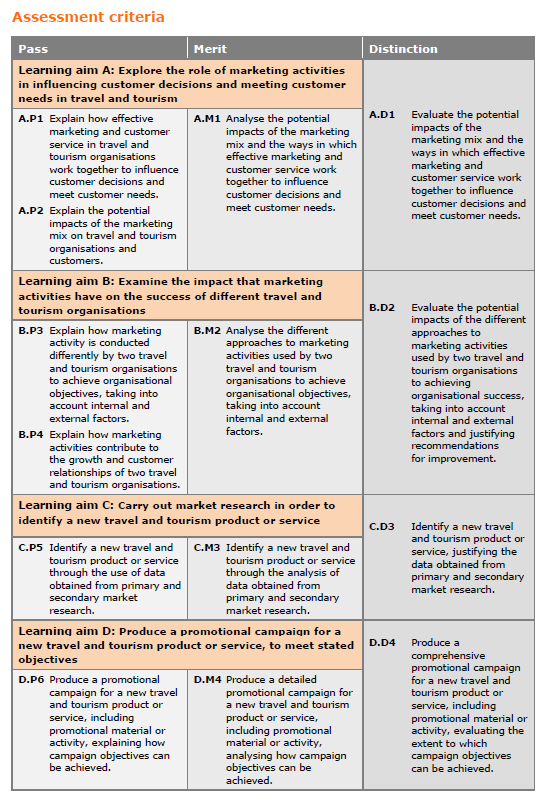 Assessment criteria
Pass
Merit
Distinction
Learning aim A: Explore the role of marketing activities
in influencing customer decisions and meeting customer
needs in travel and tourism
A.P1 Explain how effective
marketing and customer
service in travel and
tourism organisations
work together to influence
customer decisions and
meet customer needs.
A.P2 Explain the potential
impacts of the marketing
mix on travel and tourism
organisations and
customers.
A.M1 Analyse the potential
impacts of the marketing
mix and the ways in which
effective marketing and
customer service work
together to influence
customer decisions and
meet customer needs.
A.D1 Evaluate the potential
impacts of the
marketing mix and the
ways in which effective
marketing and
customer service work
together to influence
customer decisions and
meet customer needs.
Learning aim B: Examine the impact that marketing
activities have on the success of different travel and
tourism organisations
B.P3 Explain how marketing
activity is conducted
differently by two travel
and tourism organisations
to achieve organisational
objectives, taking into
account internal and
external factors.
B.P4 Explain how marketing
activities contribute to
the growth and customer
relationships of two travel
and tourism organisations.
B.M2 Analyse the different
approaches to marketing
activities used by two
travel and tourism
organisations to achieve
organisational objectives,
taking into account
internal and external
factors.
B.D2 Evaluate the potential
impacts of the different
approaches to
marketing activities
used by two travel and
tourism organisations
to achieving
organisational success,
taking into account
internal and external
factors and justifying
recommendations
for improvement.
Learning aim C: Carry out market research in order to
identify a new travel and tourism product or service
C.P5 Identify a new travel and
tourism product or service
through the use of data
obtained from primary and
secondary market
research.
C.M3 Identify a new travel and
tourism product or service
through the analysis of
data obtained from
primary and secondary
market research.
C.D3 Identify a new travel
and tourism product or
service, justifying the
data obtained from
primary and secondary
market research.
Learning aim D: Produce a promotional campaign for a
new travel and tourism product or service, to meet stated
objectives
D.P6 Produce a promotional
campaign for a new travel
and tourism product or
service, including
promotional material or
activity, explaining how
campaign objectives can
be achieved.
D.M4 Produce a detailed
promotional campaign for
a new travel and tourism
product or service,
including promotional
material or activity,
analysing how campaign
objectives can be
achieved.
D.D4 Produce a
comprehensive
promotional campaign
for a new travel and
tourism product or
service, including
promotional material or
activity, evaluating the
extent to which
campaign objectives
can be achieved.